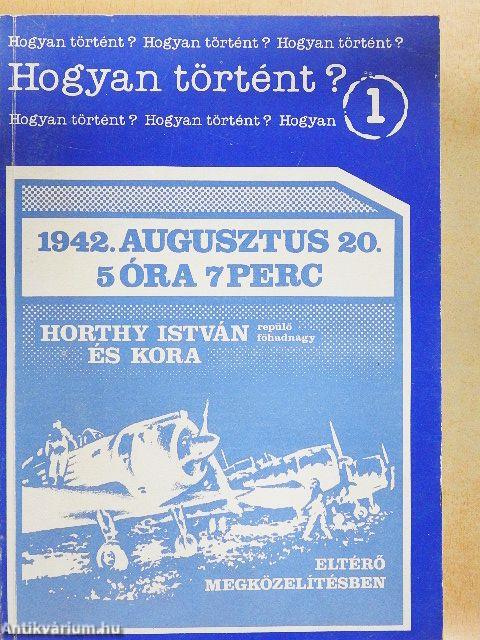 Hogyan történt? Hogyan történt? Hogyan történt?
Hogyan történt?
1
Hogyan történt? Hogyan történt? Hogyan
1942. AUGUSZTUS 20.
5 ÓRA 7 PERC
HORTHY ISTVÁN repülő
főhadnagy
ÉS KORA
ELTÉRŐ
MEGKÖZELÍTÉSBEN
Antikvárium.hu